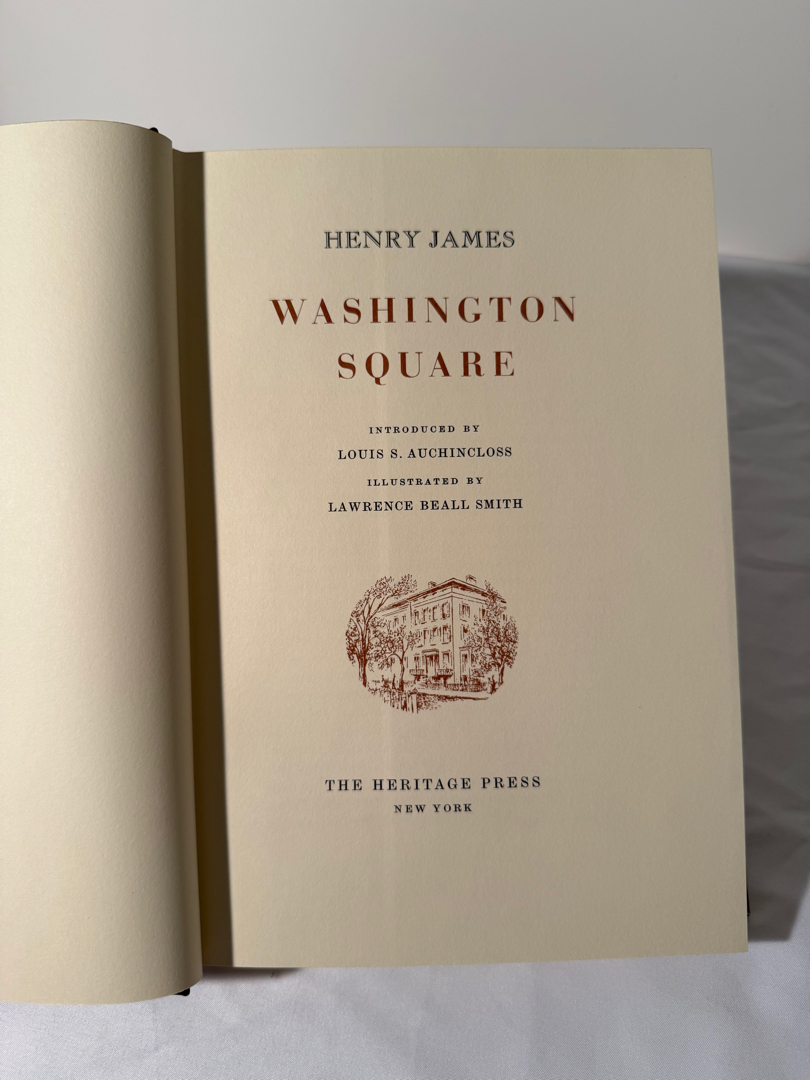 HENRY JAMES
WASHINGTON
SQUARE
INTRODUCED BY
LOUIS S. AUCHINCLOSS
ILLUSTRATED BY
LAWRENCE BEALL SMITH
THE HERITAGE PRESS
NEW YORK